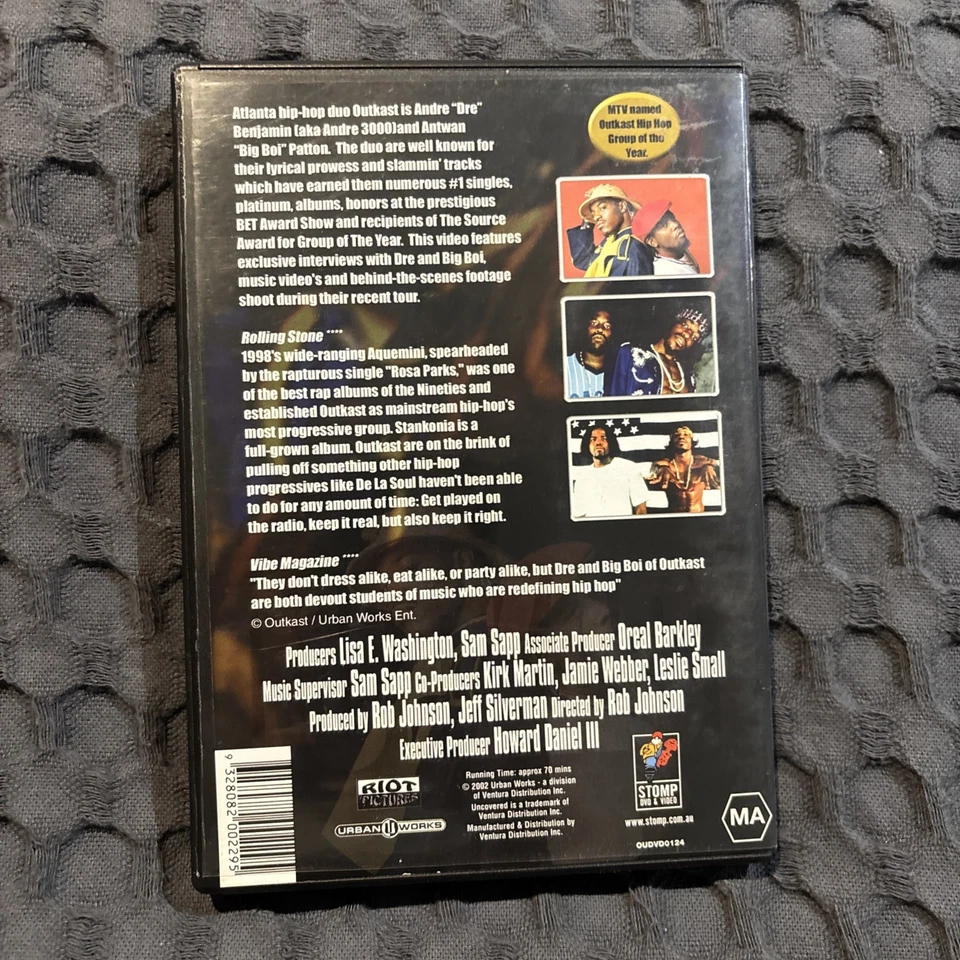 Atlanta hip-hop duo Outkast is Andre "Dre"
Benjamin (aka Andre 3000)and Antwan
"Big Boi" Patton. The duo are well known for
their lyrical prowess and slammin' tracks
which have earned them numerous #1 singles,
platinum, albums, honors at the prestigious
BET Award Show and recipients of The Source
Award for Group of The Year. This video features
exclusive interviews with Dre and Big Boi,
music video's and behind-the-scenes footage
shoot during their recent tour.
MTV named
Outkast Hip Hop
Group of the
Year.
Rolling Stone ****
1998's wide-ranging Aquemini, spearheaded
by the rapturous single "Rosa Parks," was one
of the best rap albums of the Nineties and
established Outkast as mainstream hip-hop's
most progressive group. Stankonia is a
full-grown album. Outkast are on the brink of
pulling off something other hip-hop
progressives like De La Soul haven't been able
to do for any amount of time: Get played on
the radio, keep it real, but also keep it right.
Vibe Magazine ****
"They don't dress alike, eat alike, or party alike, but Dre and Big Boi of Outkast
are both devout students of music who are redefining hip hop"
© Outkast / Urban Works Ent.
Producers Lisa E. Washington, Sam Sapp Associate Producer Oreal Barkley
Music Supervisor Sam Sapp Co-Producers Kirk Martin, Jamie Webber, Leslie Small
Produced by Rob Johnson, Jeff Silverman Directed by Rob Johnson
Executive Producer Howard Daniel III
9 328082 002295
RIOT
PICTURES
URBAN WORKS
Running Time: approx 70 mins
© 2002 Urban Works - a division
of Ventura Distribution Inc.
Uncovered is a trademark of
Ventura Distribution Inc.
Manufactured & Distribution by
Ventura Distribution Inc.
STOMP
DVD & VIDEO
www.stomp.com.au
OUDVD0124
MA